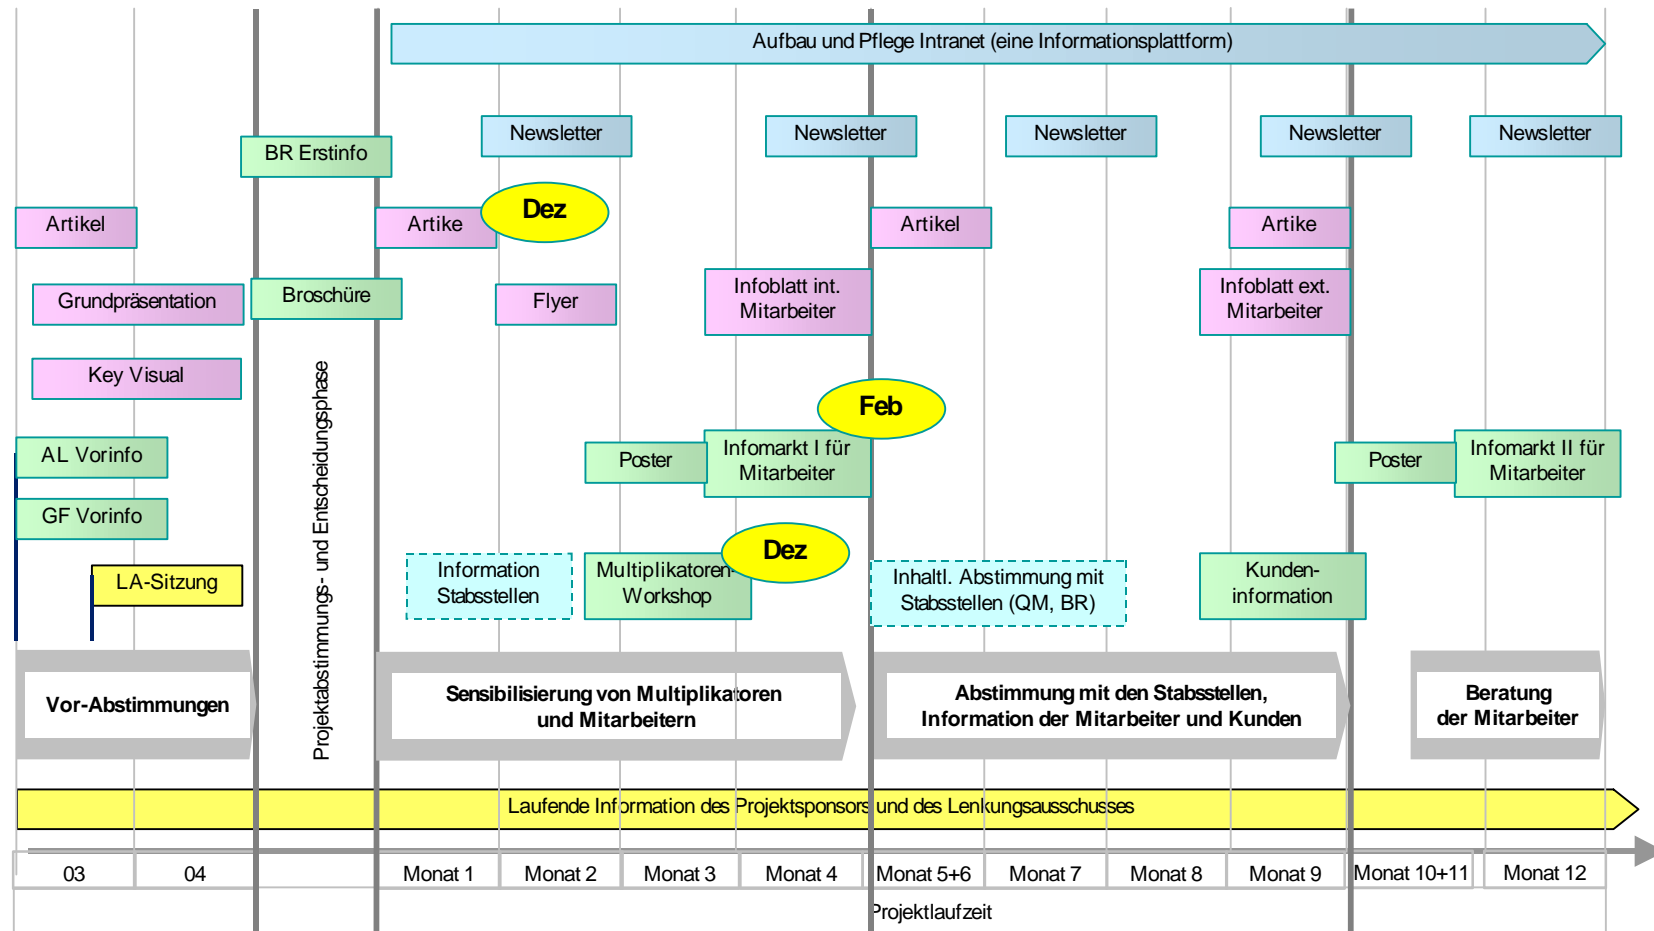 Aufbau und Pflege Intranet (eine Informationsplattform)
Newsletter
Newsletter
Newsletter
Newsletter
Newsletter
BR Erstinfo
Artikel
Artike
Dez
Artikel
Artike
Grundpräsentation
Broschüre
Flyer
Infoblatt int.
Mitarbeiter
Infoblatt ext.
Mitarbeiter
Key Visual
Projektabstimmungs- und Entscheidungsphase
Feb
AL Vorinfo
Poster
Infomarkt I für
Mitarbeiter
Poster
Infomarkt II für
Mitarbeiter
GF Vorinfo
Dez
LA-Sitzung
Information
Stabsstellen
Multiplikatoren-
Workshop
Inhaltl. Abstimmung mit
Stabsstellen (QM, BR)
Kunden-
information
Vor-Abstimmungen
Sensibilisierung von Multiplikatoren
und Mitarbeitern
Abstimmung mit den Stabsstellen,
Information der Mitarbeiter und Kunden
Beratung
der Mitarbeiter
Laufende Information des Projektsponsors und des Lenkungsausschusses
03
04
Monat 1
Monat 2
Monat 3
Monat 4
Monat 5+6
Monat 7
Monat 8
Monat 9
Monat 10+11
Monat 12
Projektlaufzeit